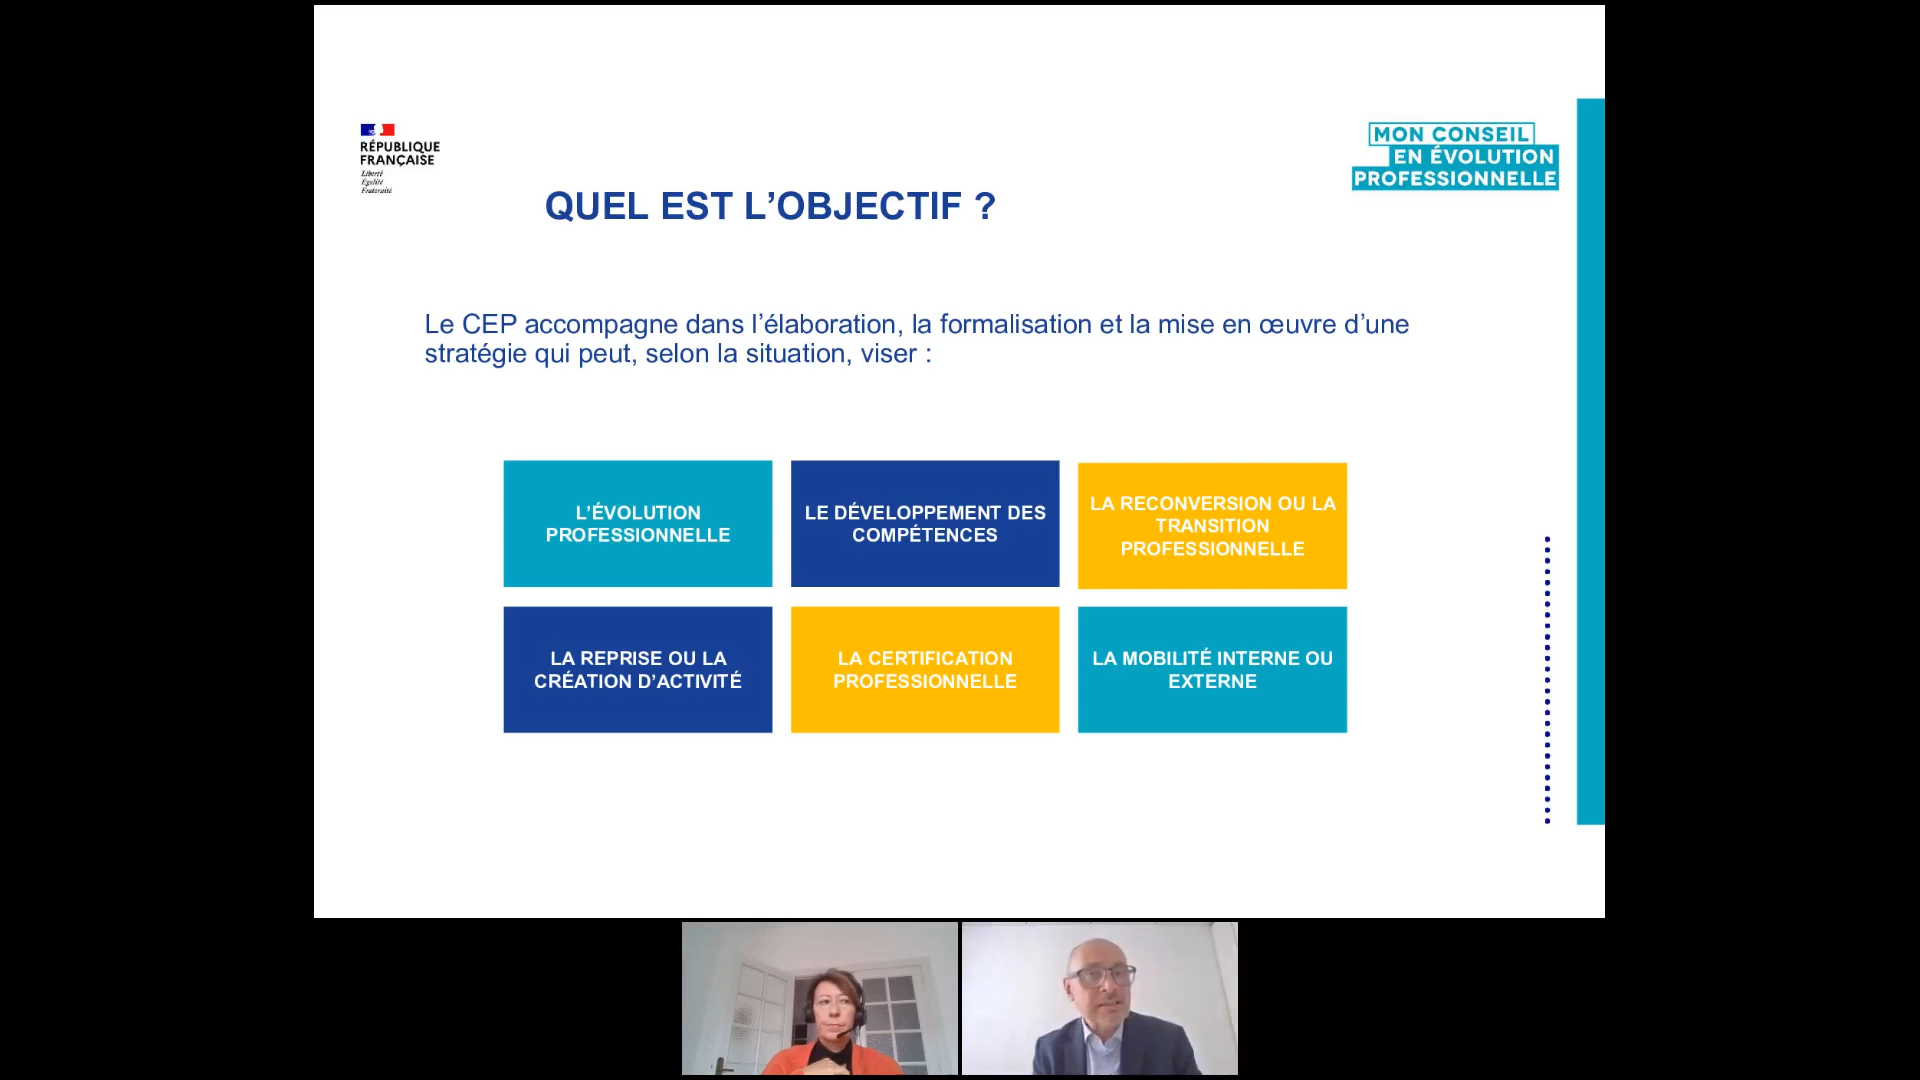 RÉPUBLIQUE
FRANÇAISE
Liberté
Égalité
Fraternité
MON CONSEIL
EN ÉVOLUTION
PROFESSIONNELLE
QUEL EST L’OBJECTIF ?
Le CEP accompagne dans l’élaboration, la formalisation et la mise en œuvre d’une
stratégie qui peut, selon la situation, viser :
L’ÉVOLUTION
PROFESSIONNELLE
LE DÉVELOPPEMENT DES
COMPÉTENCES
LA RECONVERSION OU LA
TRANSITION
PROFESSIONNELLE
LA REPRISE OU LA
CRÉATION D’ACTIVITÉ
LA CERTIFICATION
PROFESSIONNELLE
LA MOBILITÉ INTERNE OU
EXTERNE